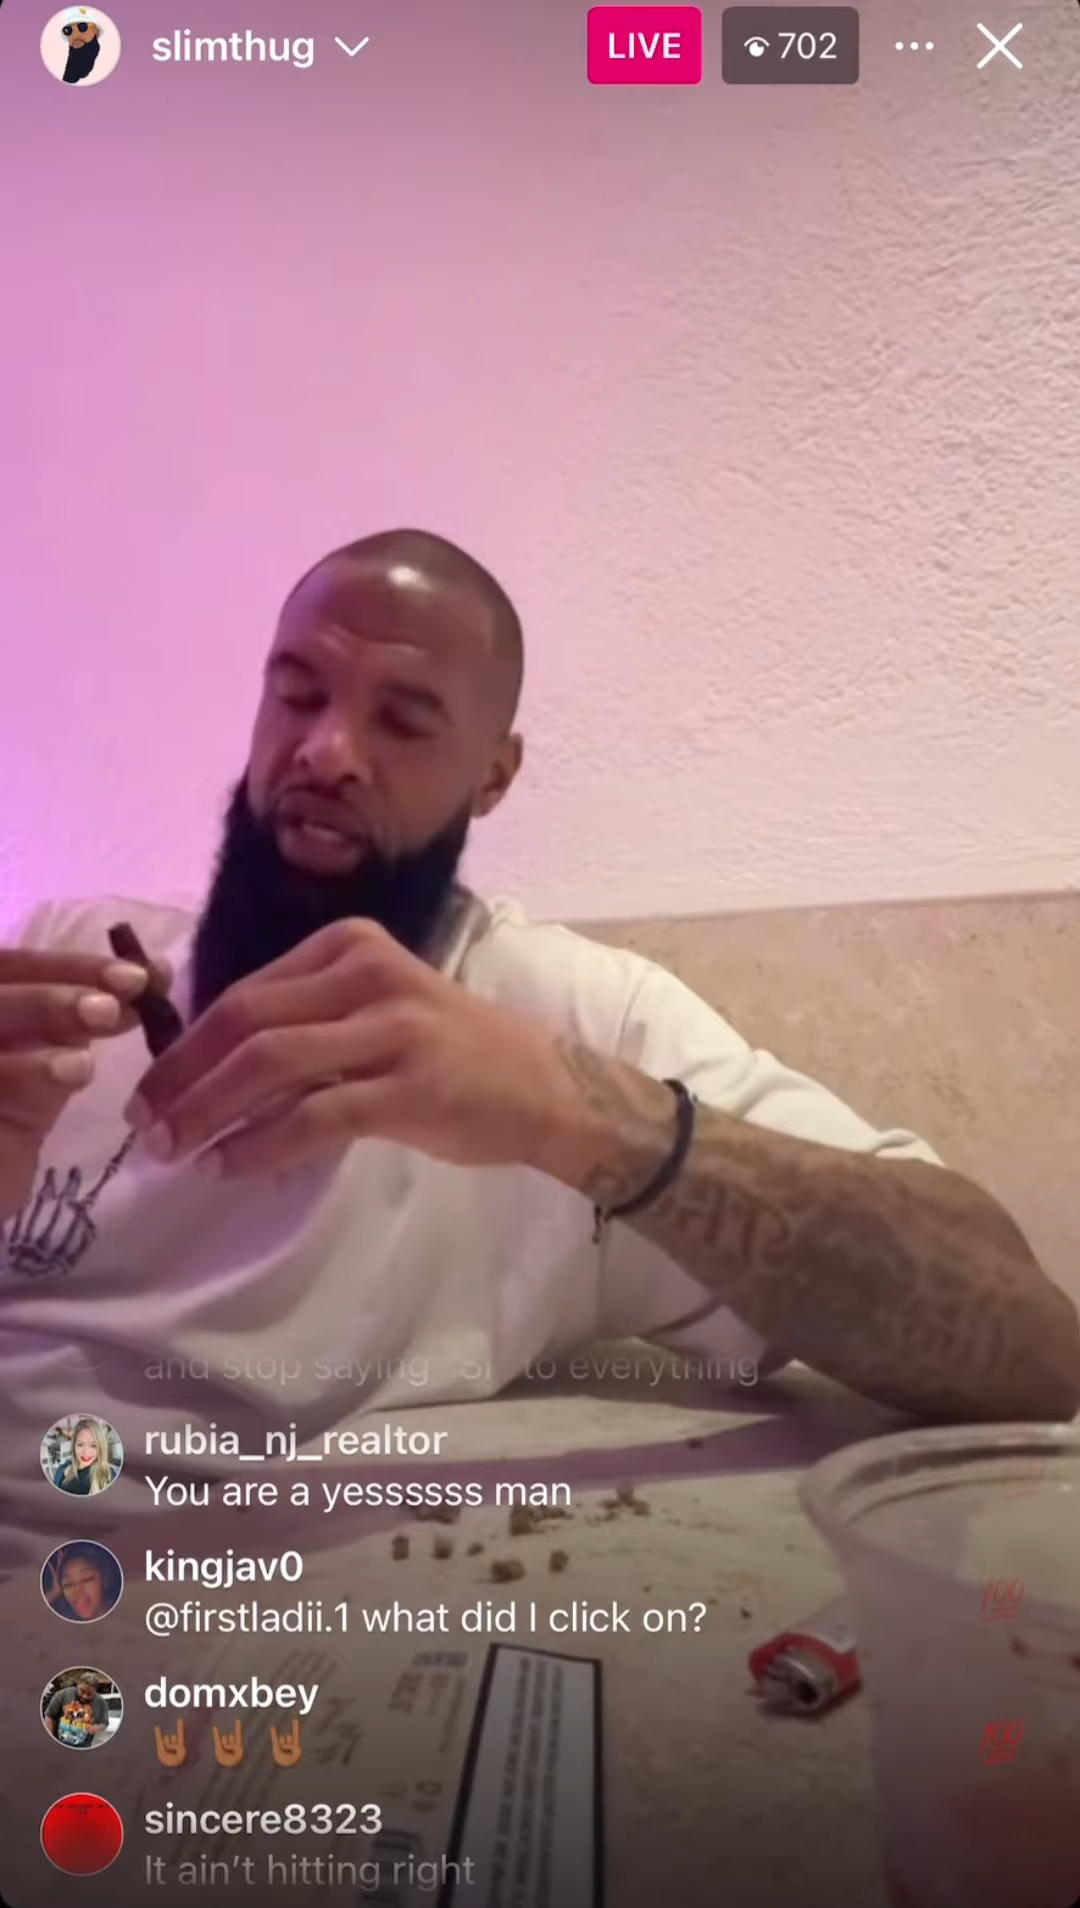 slimthug
LIVE
702
and stop saying to everything
rubia_nj_realtor
You are a yessssss man
kingjav0
@firstladii.1 what did I click on?
domxbey
🤘🏾 🤘🏾 🤘🏾
sincere8323
It ain't hitting right
💯
💯